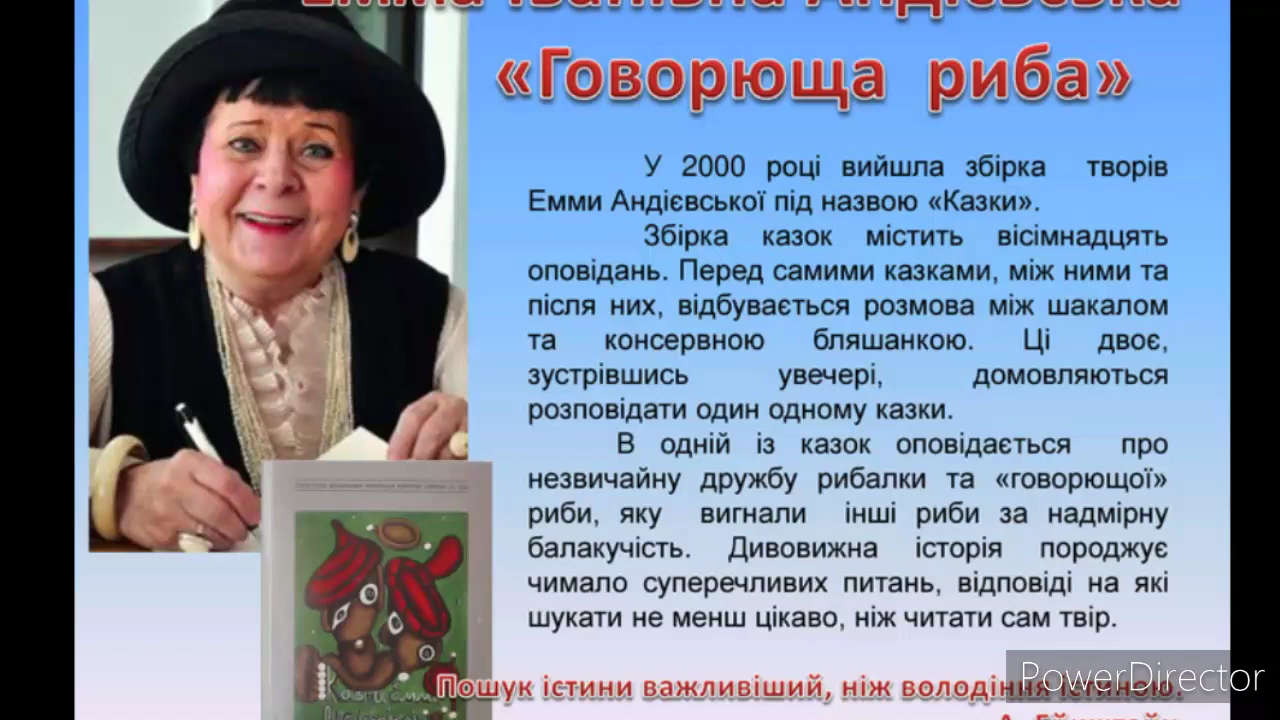 Емма Іванівна Андієвська
«Говорюща риба»
У 2000 році вийшла збірка творів
Емми Андієвської під назвою «Казки».
Збірка казок містить вісімнадцять
оповідань. Перед самими казками, між ними та
після них, відбувається розмова між шакалом
та консервною бляшанкою. Ці двоє,
зустрівшись увечері, домовляються
розповідати один одному казки.
В одній із казок оповідається про
незвичайну дружбу рибалки та «говорющої»
риби, яку вигнали інші риби за надмірну
балакучість. Дивовижна історія породжує
чимало суперечливих питань, відповіді на які
шукати не менш цікаво, ніж читати сам твір.
Пошук істини важливіший, ніж володіння істиною.
PowerDirector